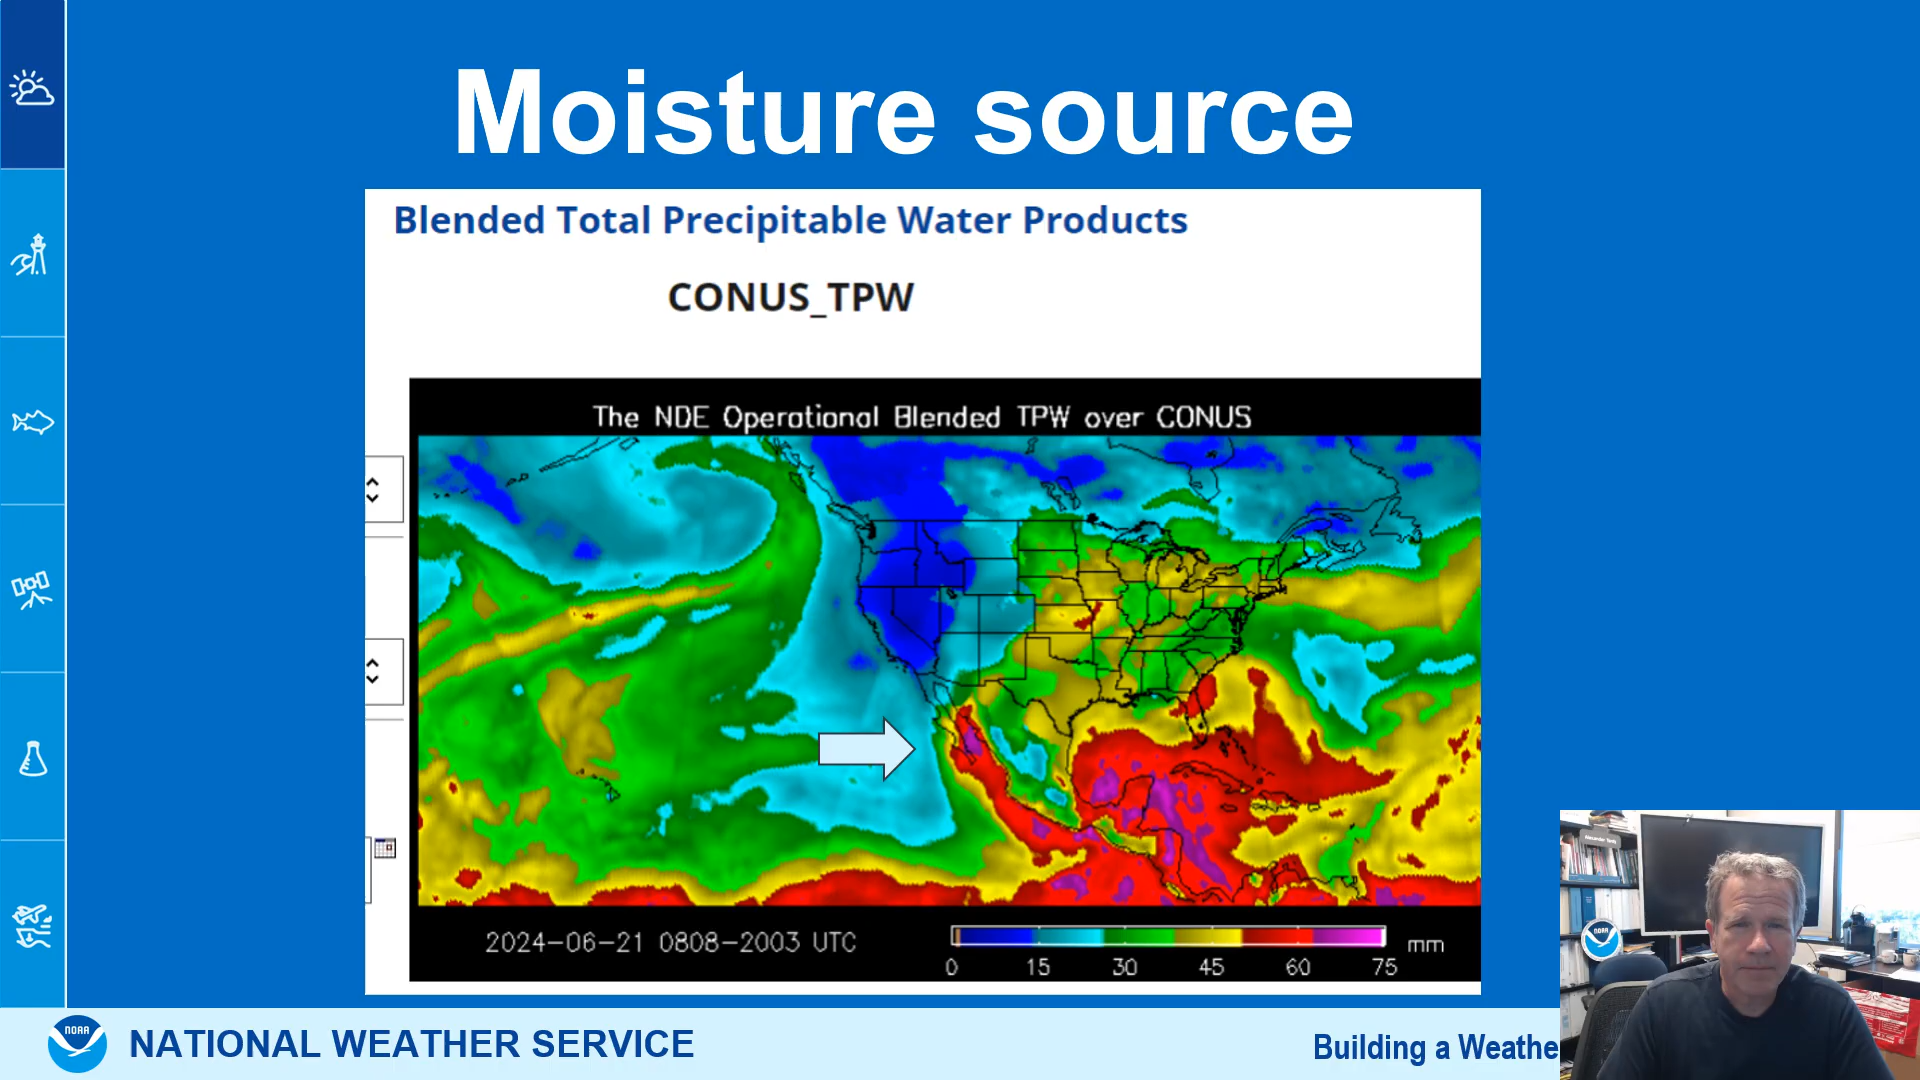 Moisture source
Blended Total Precipitable Water Products
CONUS_TPW
The NDE Operational Blended TPW over CONUS
2024-06-21 0808-2003 UTC
0 15 30 45 60 75 mm
NOAA
NATIONAL WEATHER SERVICE
Building a Weathe
NOAA